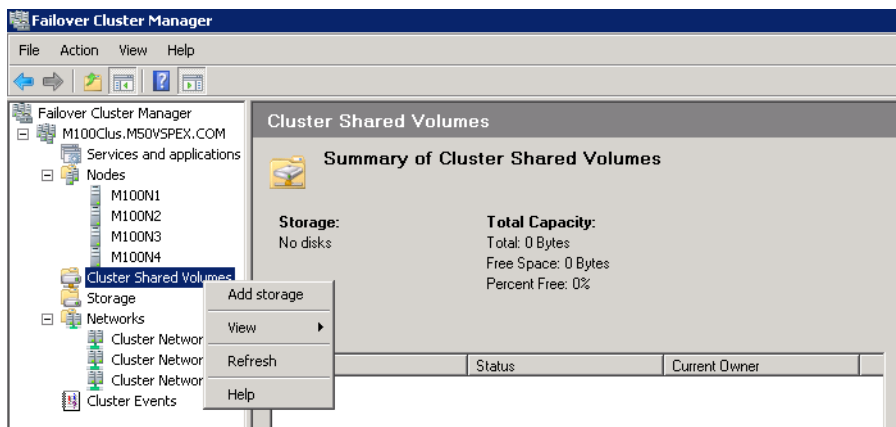 Failover Cluster Manager
File Action View Help
Failover Cluster Manager
M100Clus.M50VSPEX.COM
Services and applications
Nodes
M100N1
M100N2
M100N3
M100N4
Cluster Shared Volumes
Storage
Networks
Cluster Networ
Cluster Networ
Cluster Networ
Cluster Events
Add storage
View
Refresh
Help
Cluster Shared Volumes
Summary of Cluster Shared Volumes
Storage:
No disks
Total Capacity:
Total: 0 Bytes
Free Space: 0 Bytes
Percent Free: 0%
Status Current Owner